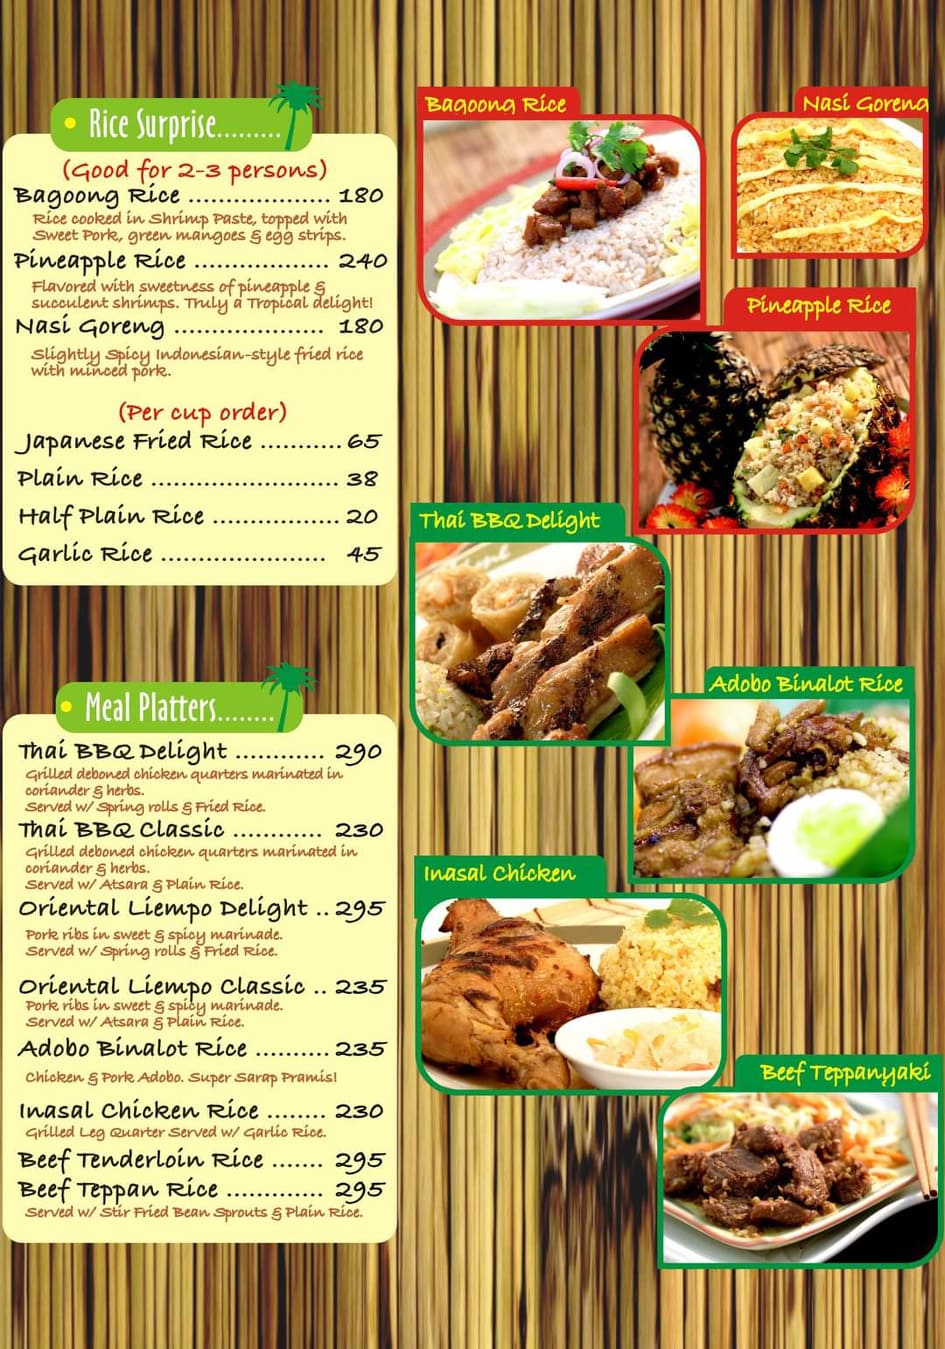 Rice Surprise.........
(Good for 2-3 persons)
Bagoong Rice ................... 180
Rice cooked in Shrimp Paste, topped with
Sweet Pork, green mangoes & egg strips.
Pineapple Rice .................. 240
Flavored with sweetness of pineapple &
succulent shrimps. Truly a Tropical delight!
Nasi Goreng .................... 180
Slightly Spicy Indonesian-style fried rice
with minced pork.
(Per cup order)
Japanese Fried Rice ........... 65
Plain Rice ......................... 38
Half Plain Rice ................. 20
Garlic Rice ...................... 45
Meal Platters........
Thai BBQ Delight ............ 290
Grilled deboned chicken quarters marinated in
coriander & herbs.
Served w/ Spring rolls & Fried Rice.
Thai BBQ Classic ............ 230
Grilled deboned chicken quarters marinated in
coriander & herbs.
Served w/ Atsara & Plain Rice.
Oriental Liempo Delight .. 295
Pork ribs in sweet & spicy marinade.
Served w/ Spring rolls & Fried Rice.
Oriental Liempo Classic .. 235
Pork ribs in sweet & spicy marinade.
Served w/ Atsara & Plain Rice.
Adobo Binalot Rice .......... 235
Chicken & Pork Adobo. Super Sarap Pramis!
Inasal Chicken Rice ........ 230
Grilled Leg Quarter Served w/ Garlic Rice.
Beef Tenderloin Rice ....... 295
Beef Teppan Rice ............. 295
Served w/ Stir Fried Bean Sprouts & Plain Rice.
Bagoong Rice
Nasi Goreng
Pineapple Rice
Thai BBQ Delight
Adobo Binalot Rice
Inasal Chicken
Beef Teppanyaki